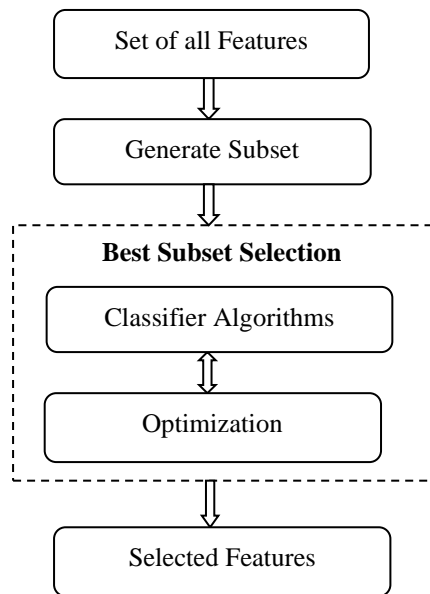 Set of all Features
Generate Subset
Best Subset Selection
Classifier Algorithms
Optimization
Selected Features